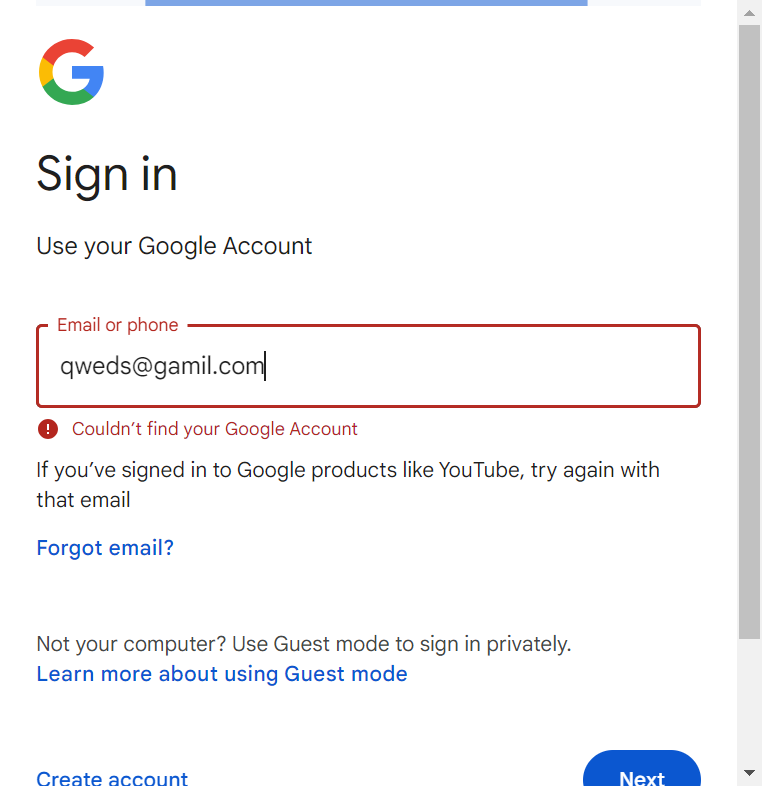 Sign in
Use your Google Account
Email or phone
qweds@gamil.com
Couldn't find your Google Account
If you've signed in to Google products like YouTube, try again with
that email
Forgot email?
Not your computer? Use Guest mode to sign in privately.
Learn more about using Guest mode
Create account
Next